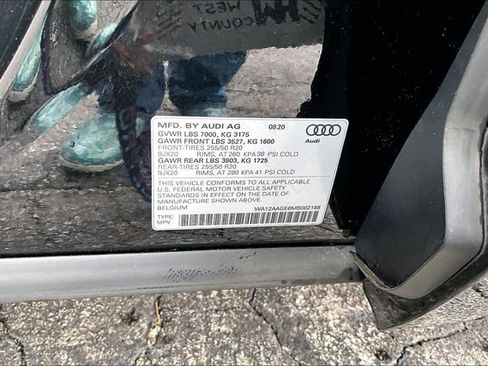 WEST
COUNTY
MFD. BY AUDI AG 08 20
GVWR LBS 7000, KG 3175
GAWR FRONT LBS 3527, KG 1600
FRONT-TIRES 255/50 R20
9JX20 RIMS, AT 260 KPA 38 PSI COLD
GAWR REAR LBS 3803, KG 1725
REAR-TIRES 255/50 R20
9JX20 RIMS, AT 280 KPA 41 PSI COLD
THIS VEHICLE CONFORMS TO ALL APPLICABLE
U.S. FEDERAL MOTOR VEHICLE SAFETY
STANDARDS IN EFFECT ON THE DATE OF
MANUFACTURE SHOWN ABOVE.
BELGIUM WA12AAGE6MB002188
TYPE:
MPV
Audi